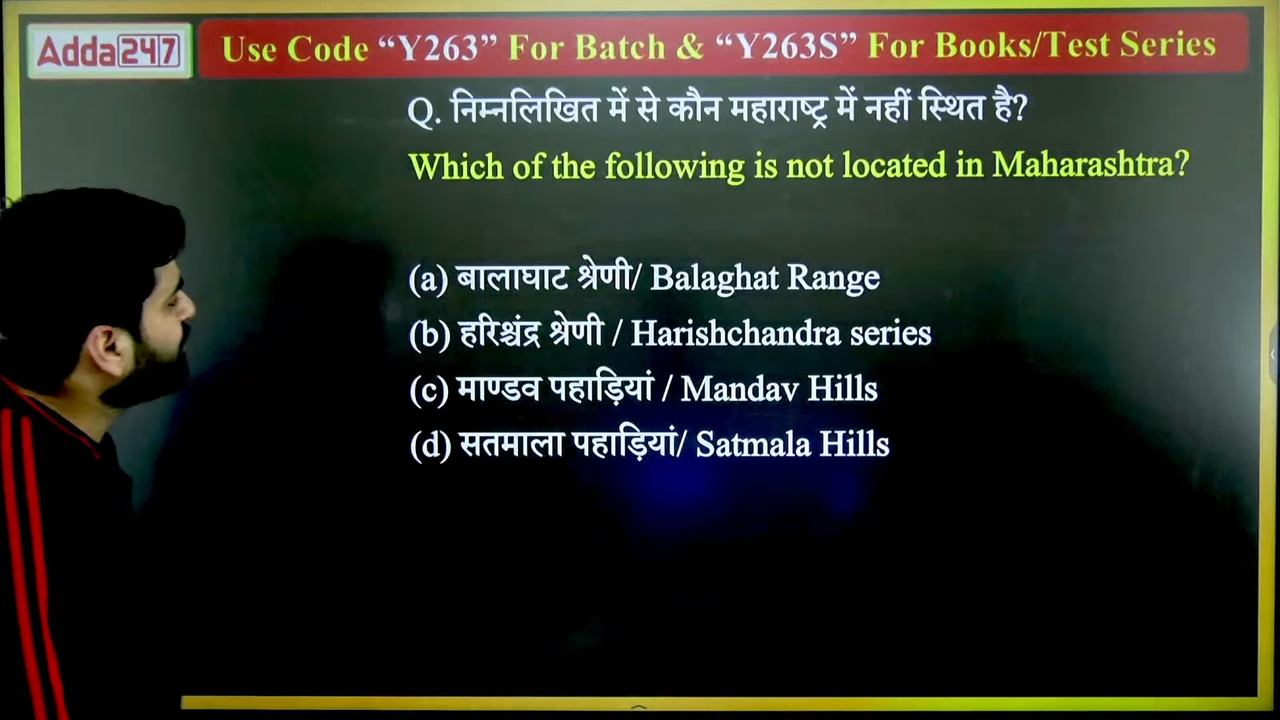 Adda247
Use Code “Y263” For Batch & “Y263S” For Books/Test Series
Q. निम्नलिखित में से कौन महाराष्ट्र में नहीं स्थित है?
Which of the following is not located in Maharashtra?
(a) बालाघाट श्रेणी/ Balaghat Range
(b) हरिश्चंद्र श्रेणी / Harishchandra series
(c) माण्डव पहाड़ियां / Mandav Hills
(d) सतमाला पहाड़ियां/ Satmala Hills